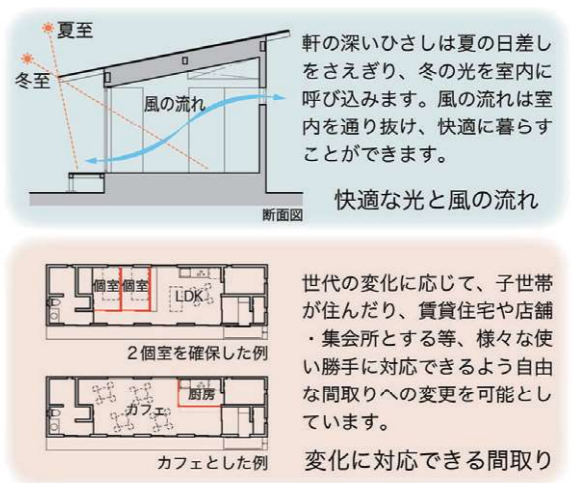 夏至
冬至
風の流れ
断面図
軒の深いひさしは夏の日差し
をさえぎり、冬の光を室内に
呼び込みます。風の流れは室
内を通り抜け、快適に暮らす
ことができます。
快適な光と風の流れ
個室 個室
LDK
2個室を確保した例
カフェ
厨房
カフェとした例
世代の変化に応じて、子世帯
が住んだり、賃貸住宅や店舗
・集会所とする等、様々な使
い勝手に対応できるよう自由
な間取りへの変更を可能とし
ています。
変化に対応できる間取り